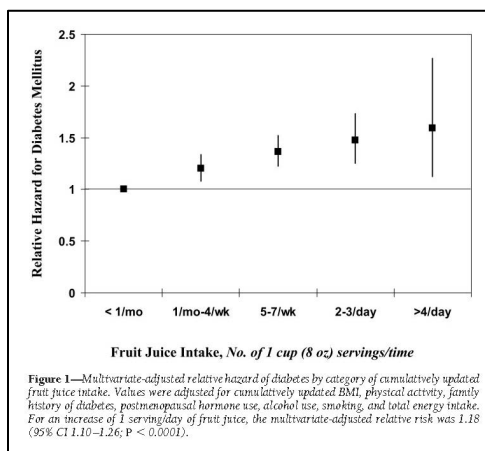 2.5
2
1.5
1
0.5
0
Relative Hazard for Diabetes Mellitus
< 1/mo 1/mo-4/wk 5-7/wk 2-3/day >4/day
Fruit Juice Intake, No. of 1 cup (8 oz) servings/time
Figure 1—Multivariate-adjusted relative hazard of diabetes by category of cumulatively updated
fruit juice intake. Values were adjusted for cumulatively updated BMI, physical activity, family
history of diabetes, postmenopausal hormone use, alcohol use, smoking, and total energy intake.
For an increase of 1 serving/day of fruit juice, the multivariate-adjusted relative risk was 1.18
(95% CI 1.10–1.26; P < 0.0001).